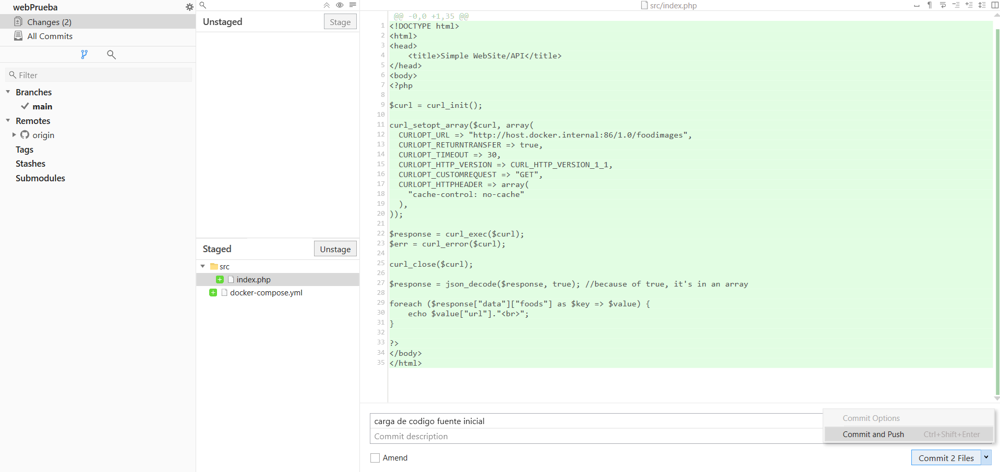 webPrueba
Changes (2)
All Commits
Filter
Branches
main
Remotes
origin
Tags
Stashes
Submodules
Unstaged
Stage
Staged
Unstage
src
index.php
docker-compose.yml
src/index.php
@@ -0,0 +1,35 @@
1 <!DOCTYPE html>
2 <html>
3 <head>
4     <title>Simple WebSite/API</title>
5 </head>
6 <body>
7 <?php
8
9 $curl = curl_init();
10
11 curl_setopt_array($curl, array(
12   CURLOPT_URL => "http://host.docker.internal:86/1.0/foodimages",
13   CURLOPT_RETURNTRANSFER => true,
14   CURLOPT_TIMEOUT => 30,
15   CURLOPT_HTTP_VERSION => CURL_HTTP_VERSION_1_1,
16   CURLOPT_CUSTOMREQUEST => "GET",
17   CURLOPT_HTTPHEADER => array(
18     "cache-control: no-cache"
19   ),
20 ));
21
22 $response = curl_exec($curl);
23 $err = curl_error($curl);
24
25 curl_close($curl);
26
27 $response = json_decode($response, true); //because of true, it's in an array
28
29 foreach ($response["data"]["foods"] as $key => $value) {
30     echo $value["url"]."<br>";
31 }
32
33 ?>
34 </body>
35 </html>
carga de codigo fuente inicial
Commit description
Commit Options
Commit and Push Ctrl+Shift+Enter
Amend
Commit 2 Files